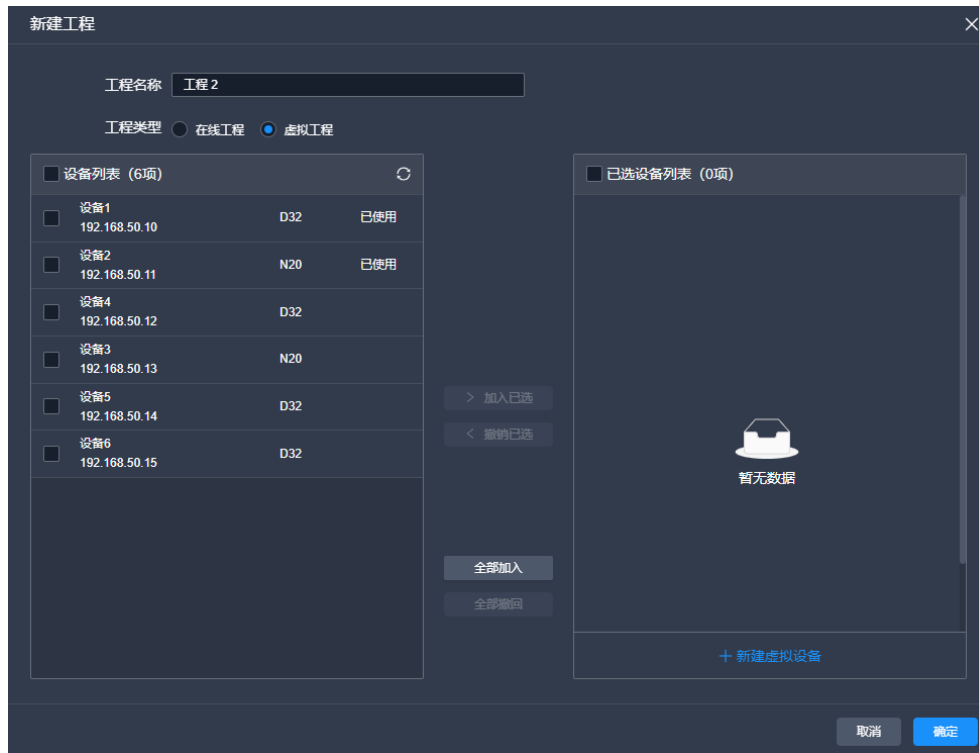 新建工程
工程名称 工程2
工程类型 在线工程 虚拟工程
设备列表（6项）
设备1
192.168.50.10 D32 已使用
设备2
192.168.50.11 N20 已使用
设备4
192.168.50.12 D32
设备3
192.168.50.13 N20
设备5
192.168.50.14 D32
设备6
192.168.50.15 D32
> 加入已选
< 撤销已选
全部加入
全部撤回
已选设备列表（0项）
暂无数据
+ 新建虚拟设备
取消 确定